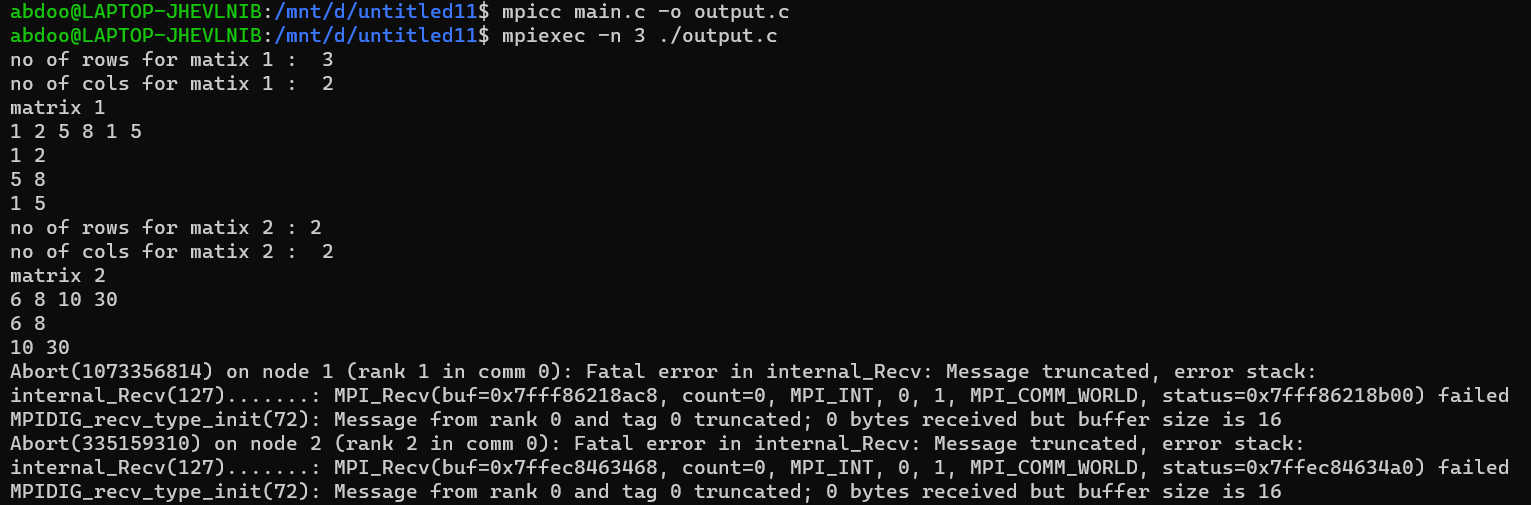 abdoo@LAPTOP-JHEVLNIB:/mnt/d/untitled11$ mpicc main.c -o output.c
abdoo@LAPTOP-JHEVLNIB:/mnt/d/untitled11$ mpiexec -n 3 ./output.c
no of rows for matix 1 :  3
no of cols for matix 1 :  2
matrix 1
1 2 5 8 1 5
1 2
5 8
1 5
no of rows for matix 2 : 2
no of cols for matix 2 :  2
matrix 2
6 8 10 30
6 8
10 30
Abort(1073356814) on node 1 (rank 1 in comm 0): Fatal error in internal_Recv: Message truncated, error stack:
internal_Recv(127).......: MPI_Recv(buf=0x7fff86218ac8, count=0, MPI_INT, 0, 1, MPI_COMM_WORLD, status=0x7fff86218b00) failed
MPIDIG_recv_type_init(72): Message from rank 0 and tag 0 truncated; 0 bytes received but buffer size is 16
Abort(335159310) on node 2 (rank 2 in comm 0): Fatal error in internal_Recv: Message truncated, error stack:
internal_Recv(127).......: MPI_Recv(buf=0x7ffec8463468, count=0, MPI_INT, 0, 1, MPI_COMM_WORLD, status=0x7ffec84634a0) failed
MPIDIG_recv_type_init(72): Message from rank 0 and tag 0 truncated; 0 bytes received but buffer size is 16